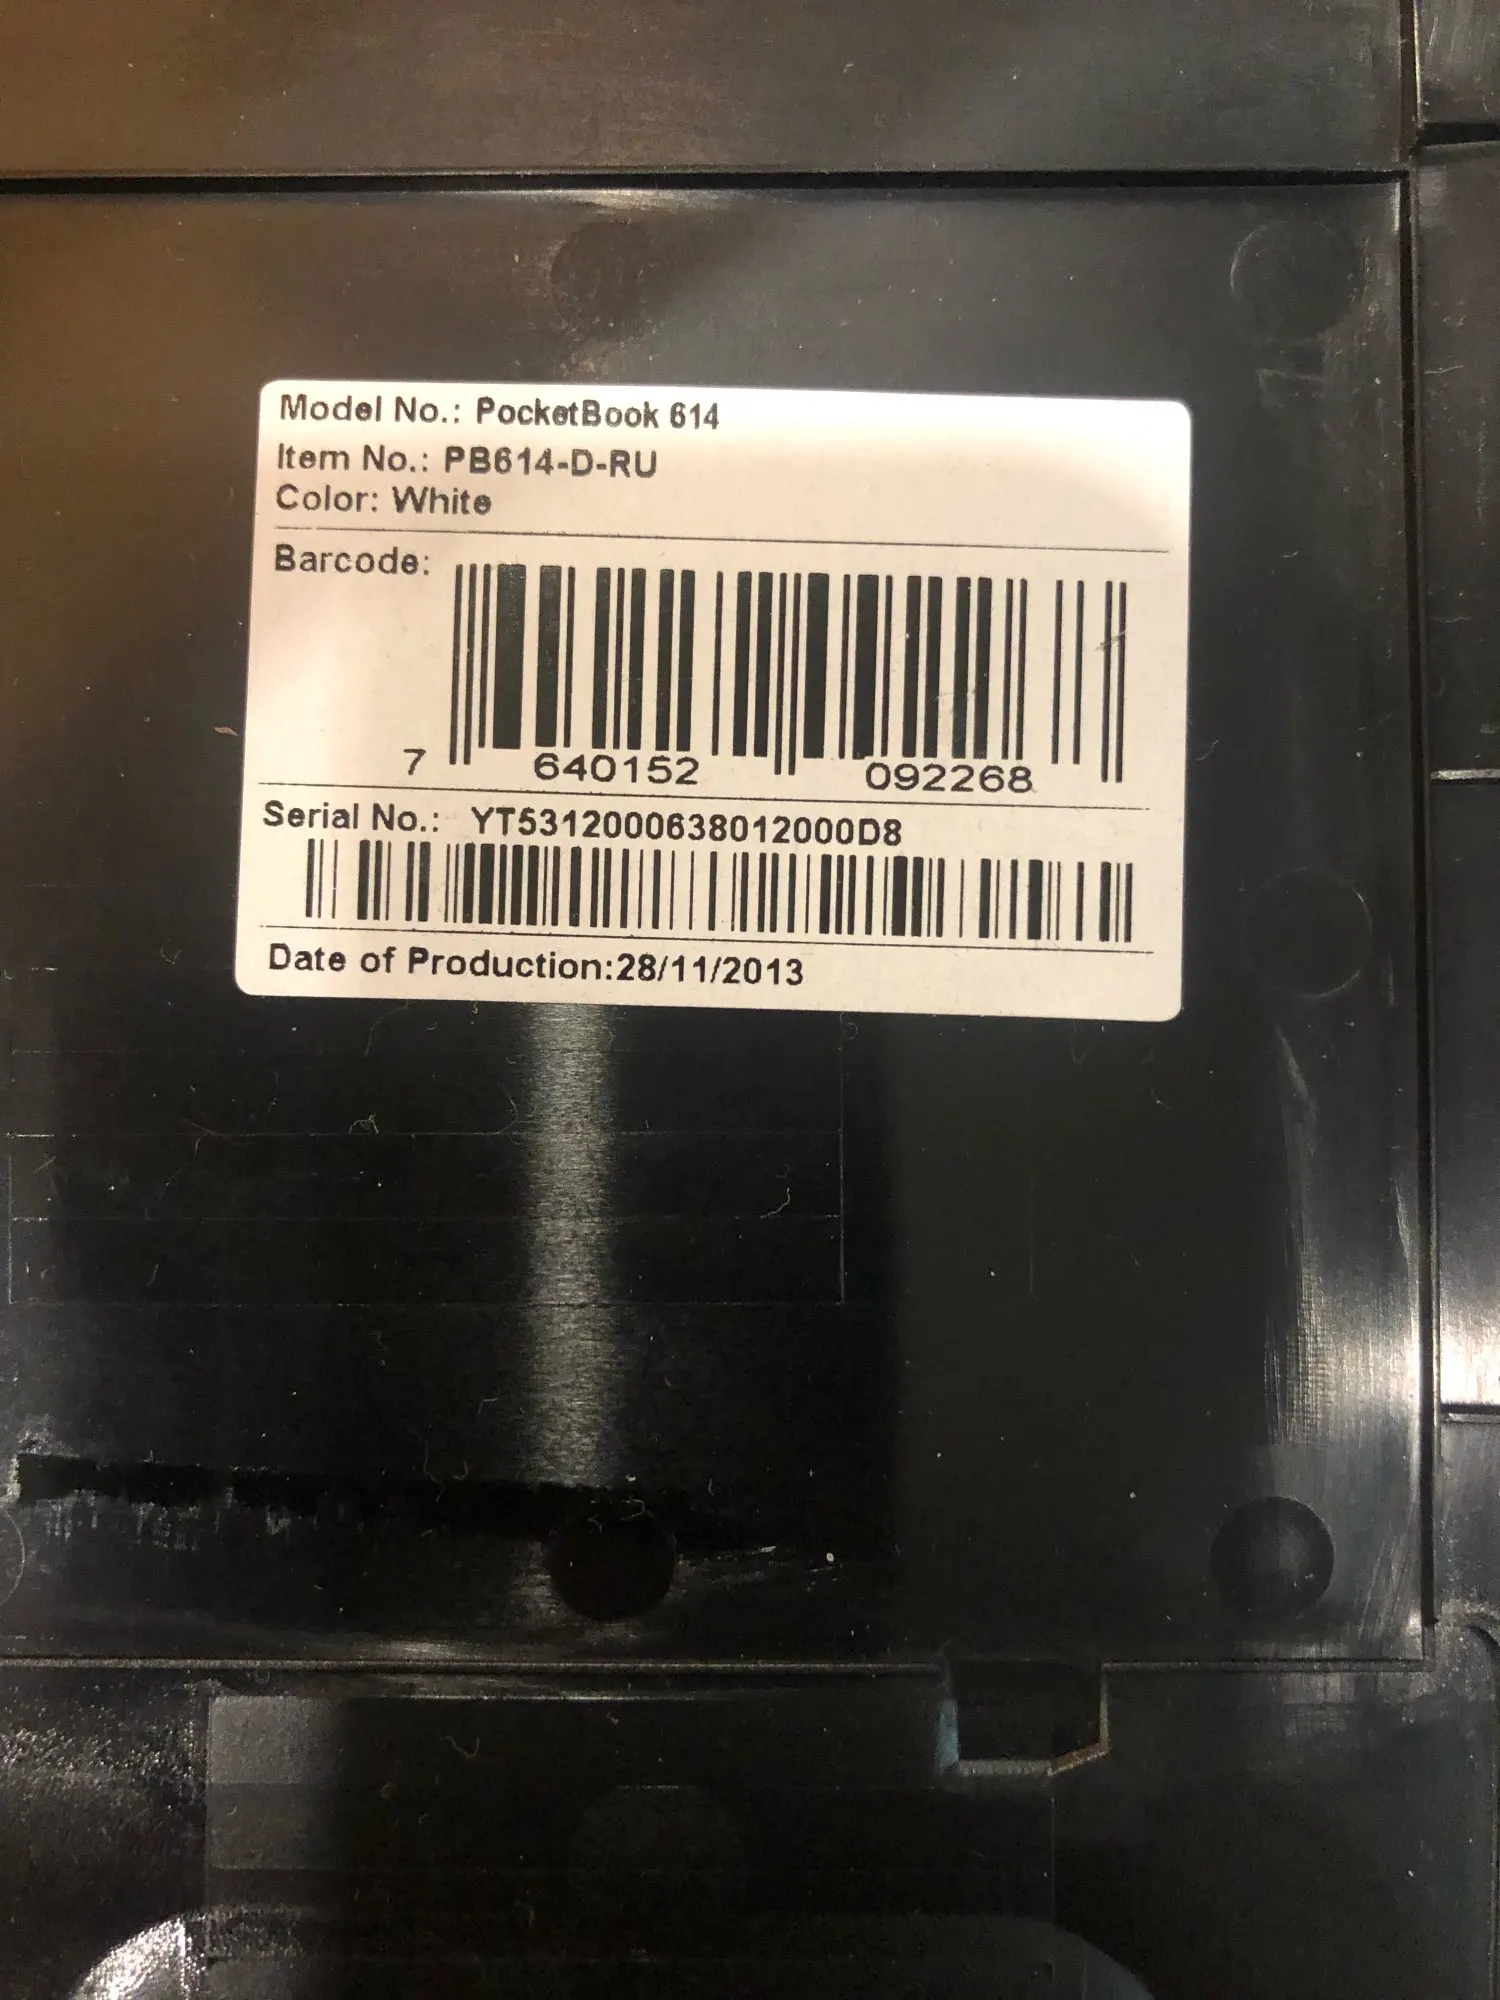 Model No.: PocketBook 614
Item No.: PB614-D-RU
Color: White
Barcode:
7 640152 092268
Serial No.: YT5312000638012000D8
Date of Production:28/11/2013